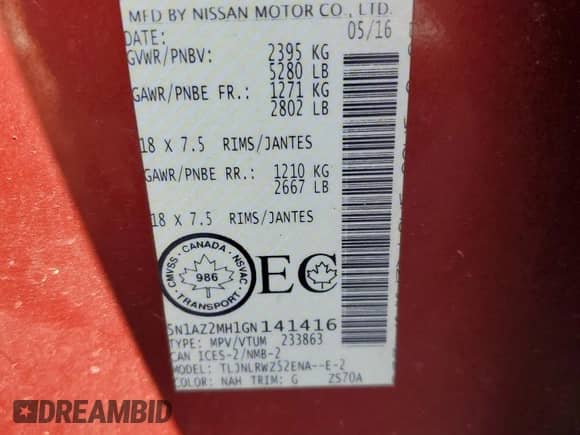 MFD BY NISSAN MOTOR CO., LTD.
DATE: 05/16
GVWR/PNBV: 2395 KG
5280 LB
GAWR/PNBE FR.: 1271 KG
2802 LB
18 X 7.5 RIMS/JANTES
GAWR/PNBE RR.: 1210 KG
2667 LB
18 X 7.5 RIMS/JANTES
CMVSS · CANADA · NSVAC
986
TRANSPORT
EC
5N1AZ2MH1GN141416
TYPE: MPV/VTUM 233863
CAN ICES-2/NMB-2
MODEL: TLJNLRWZ52ENA--E-2
COLOR: NAH TRIM: G ZS70A
DREAMBID